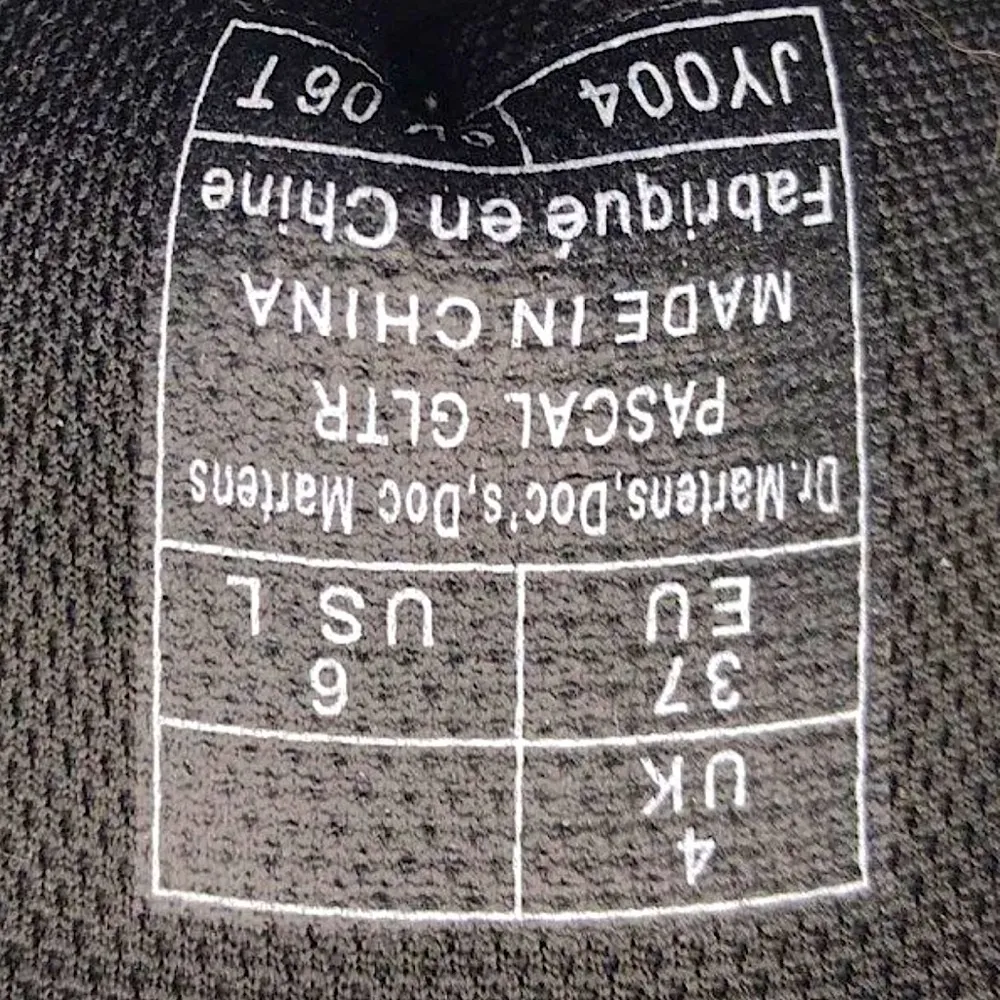 4
UK
37 6
EU US L
Dr.Martens,Doc's,Doc Martens
PASCAL GLTR
MADE IN CHINA
Fabriqué en Chine
JY004 06T